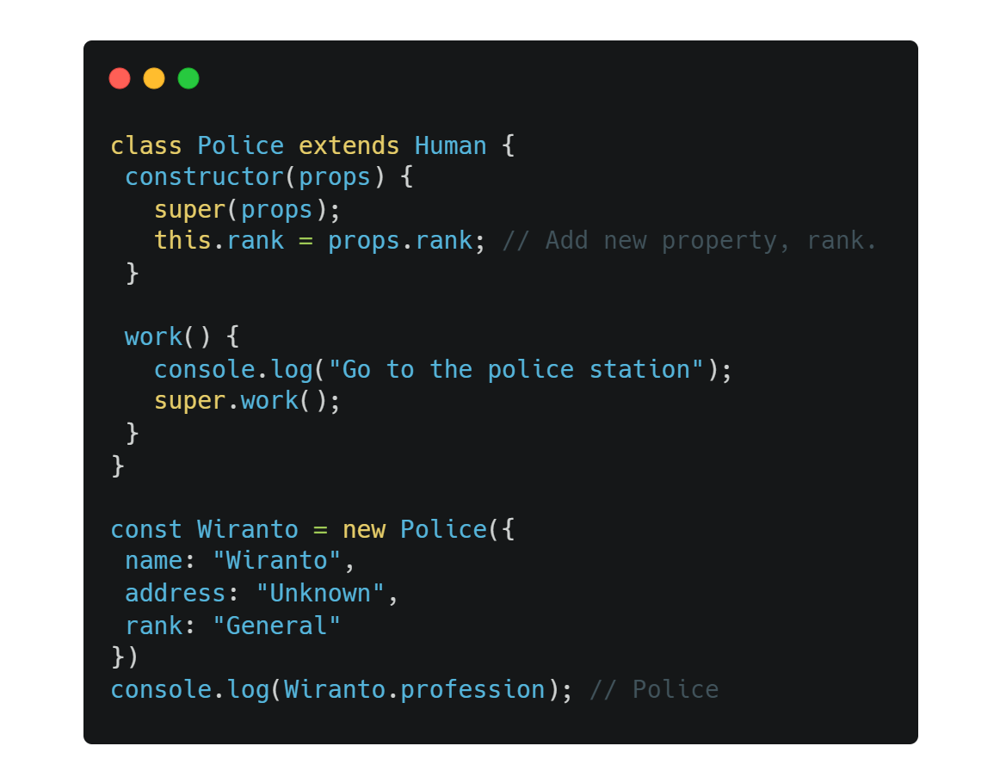 class Police extends Human {
 constructor(props) {
   super(props);
   this.rank = props.rank; // Add new property, rank.
 }

 work() {
   console.log("Go to the police station");
   super.work();
 }
}

const Wiranto = new Police({
 name: "Wiranto",
 address: "Unknown",
 rank: "General"
})
console.log(Wiranto.profession); // Police